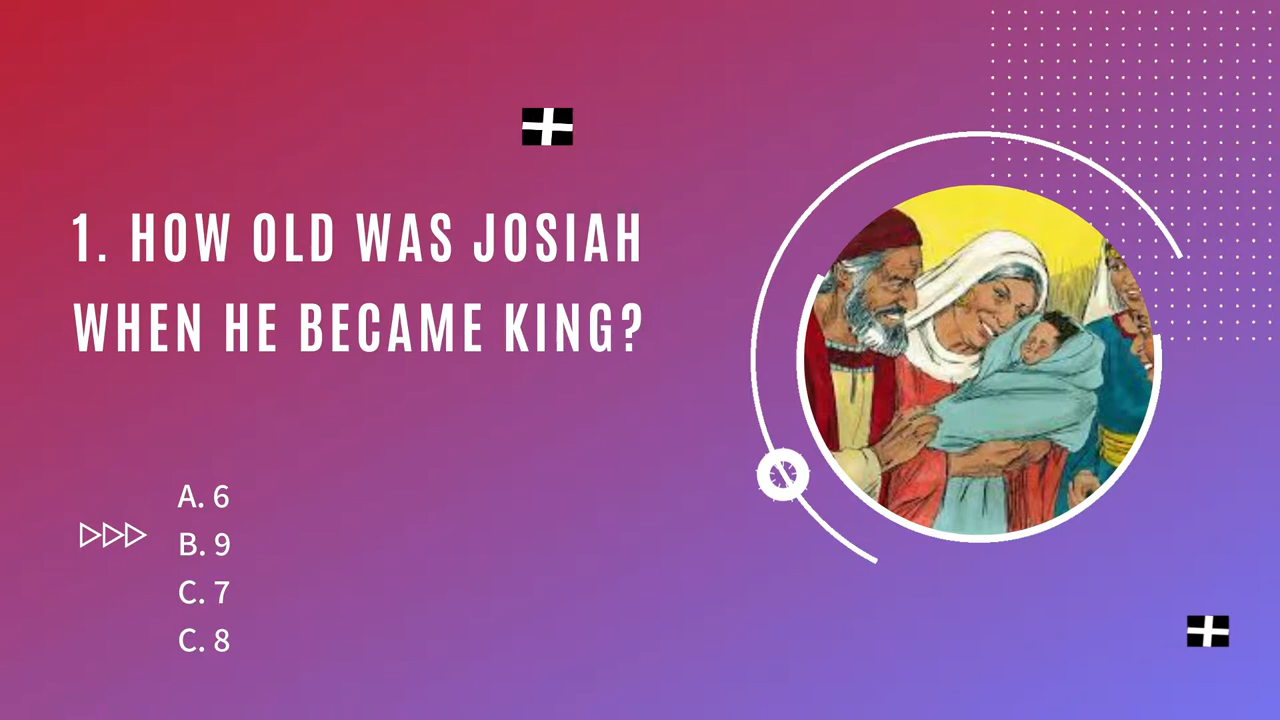 1. HOW OLD WAS JOSIAH
WHEN HE BECAME KING?
A. 6
B. 9
C. 7
C. 8